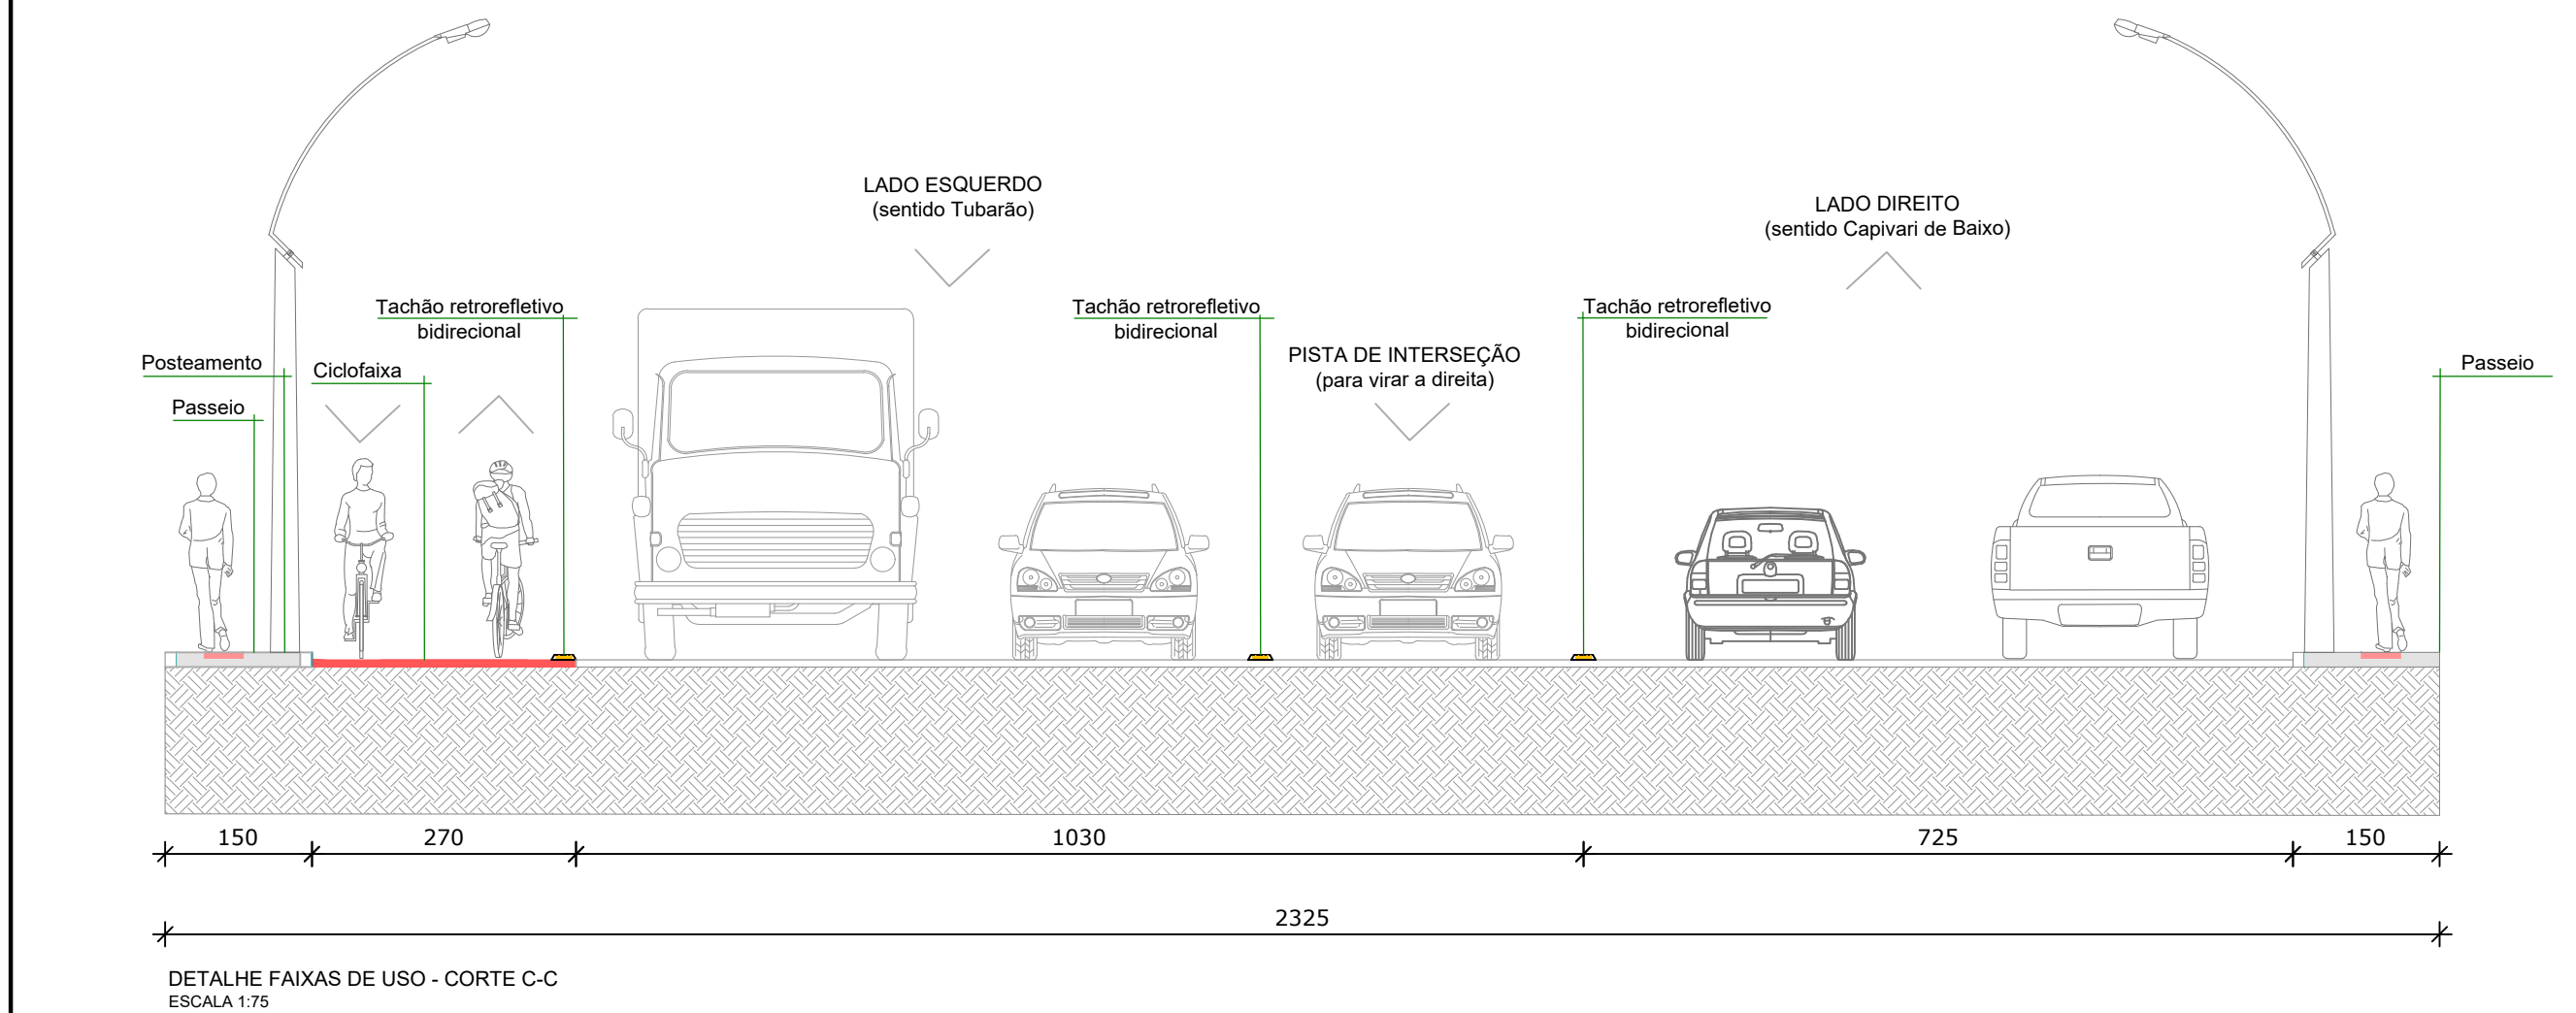 LADO ESQUERDO
(sentido Tubarão)
LADO DIREITO
(sentido Capivari de Baixo)
Tachão retrorefletivo
bidirecional
Tachão retrorefletivo
bidirecional
Tachão retrorefletivo
bidirecional
PISTA DE INTERSEÇÃO
(para virar a direita)
Posteamento
Ciclofaixa
Passeio
Passeio
150
270
1030
725
150
2325
DETALHE FAIXAS DE USO - CORTE C-C
ESCALA 1:75